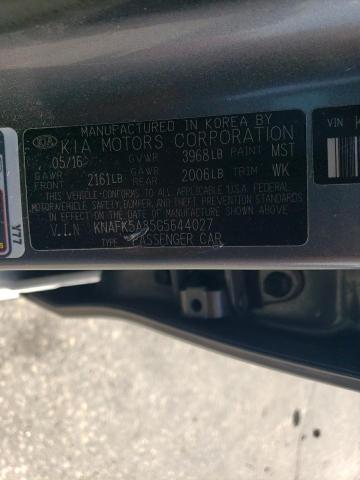 MANUFACTURED IN KOREA BY
KIA KIA MOTORS CORPORATION
05/16 GVWR 3968LB PAINT MST
GAWR FRONT 2161LB GAWR REAR 2006LB TRIM WK
THIS VEHICLE CONFORMS TO ALL APPLICABLE U.S.A FEDERAL
MOTOR VEHICLE SAFETY, BUMPER, AND THEFT PREVENTION STANDARDS
IN EFFECT ON THE DATE OF MANUFACTURE SHOWN ABOVE
V.I.N KNAFK5A85G5644027
TYPE PASSENGER CAR
VIN K
Y77